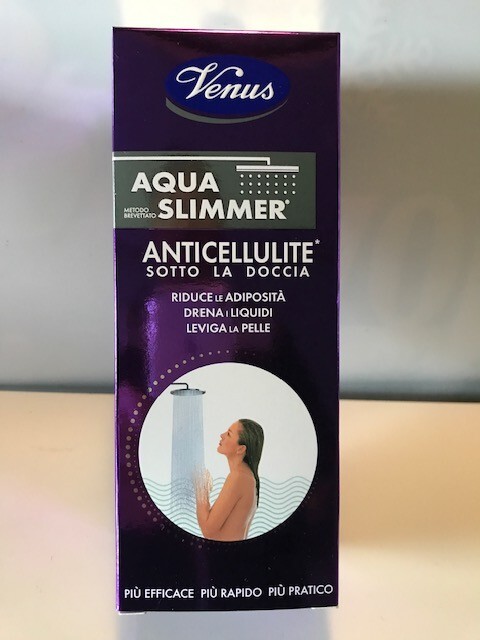 Venus
AQUA
METODO
BREVETTATO
SLIMMER*
ANTICELLULITE*
SOTTO LA DOCCIA
RIDUCE LE ADIPOSITÀ
DRENA I LIQUIDI
LEVIGA LA PELLE
PIÙ EFFICACE PIÙ RAPIDO PIÙ PRATICO